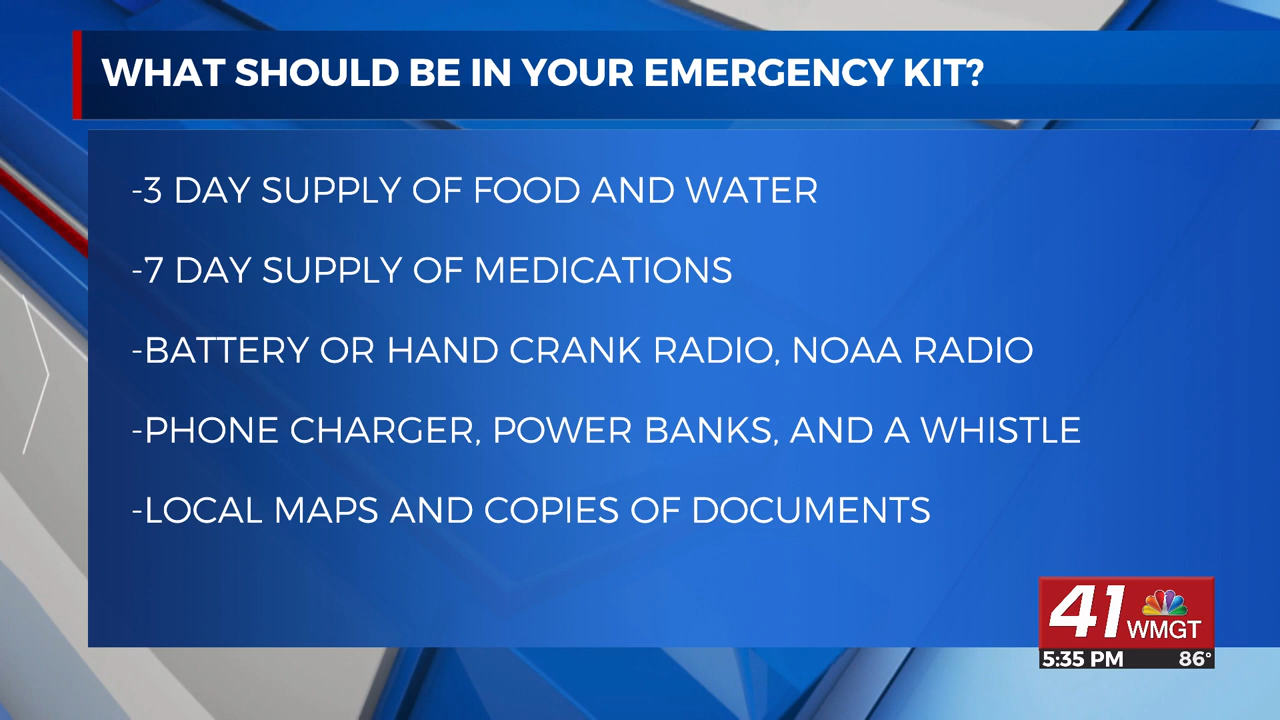 WHAT SHOULD BE IN YOUR EMERGENCY KIT?
-3 DAY SUPPLY OF FOOD AND WATER
-7 DAY SUPPLY OF MEDICATIONS
-BATTERY OR HAND CRANK RADIO, NOAA RADIO
-PHONE CHARGER, POWER BANKS, AND A WHISTLE
-LOCAL MAPS AND COPIES OF DOCUMENTS
41 WMGT
5:35 PM 86°